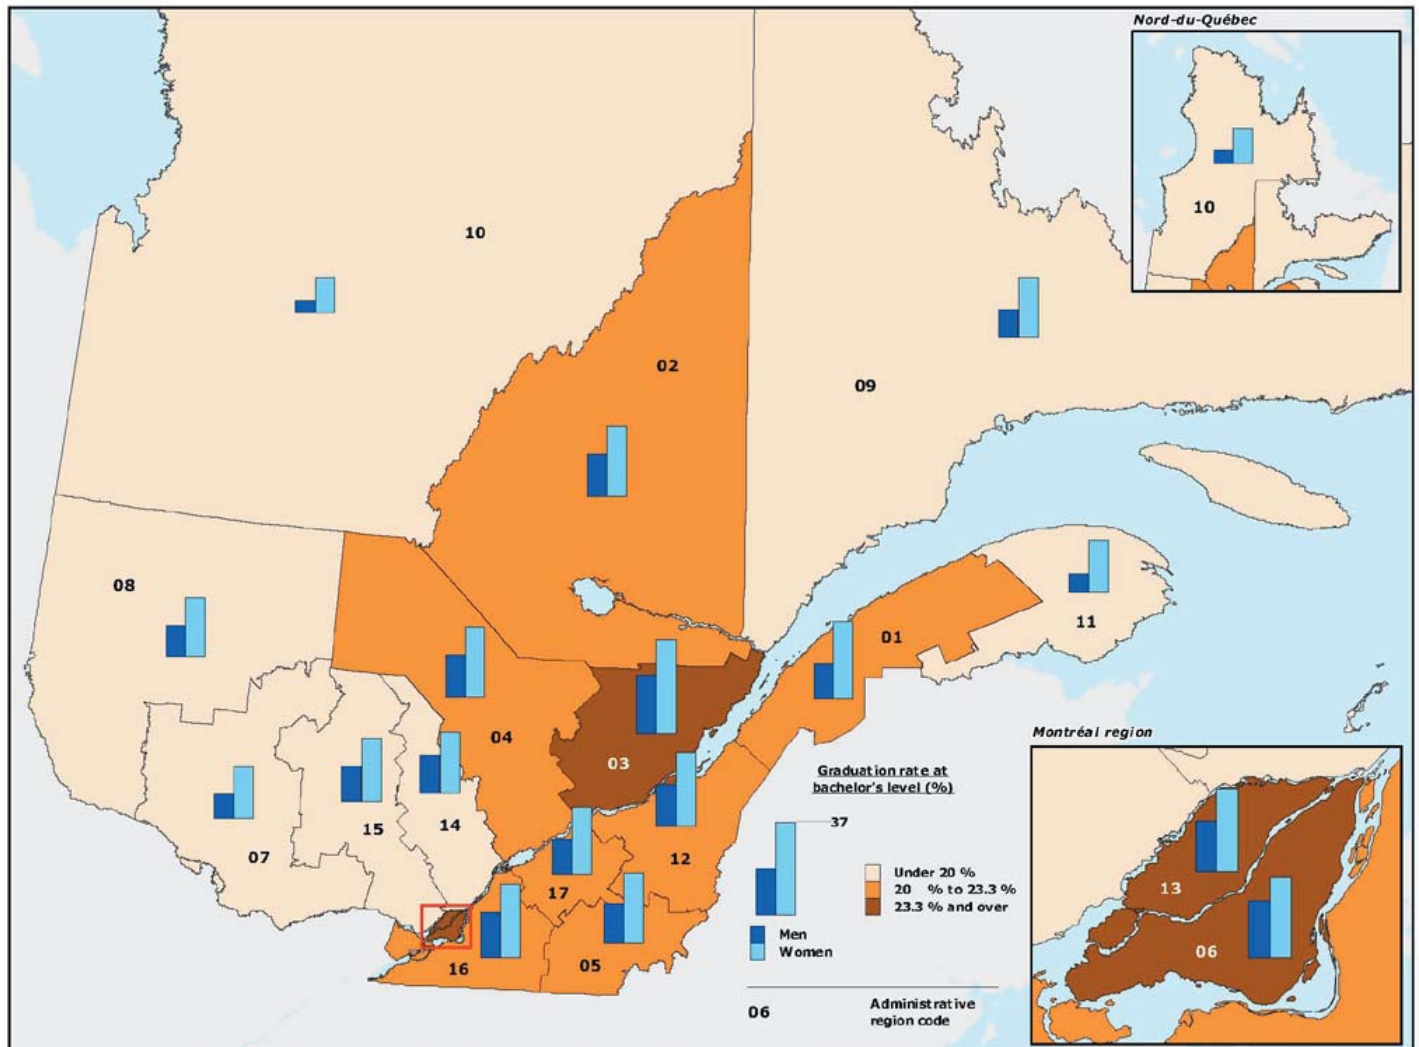 Nord-du-Québec
10
10
02
09
08
01
11
04
03
Montréal region
07
15
14
12
17
16
05
13
06
Graduation rate at
bachelor's level (%)
37
Under 20 %
20 % to 23.3 %
23.3 % and over
Men
Women
06
Administrative
region code